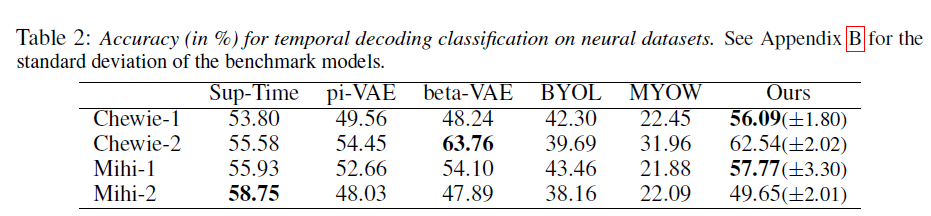 Table 2: Accuracy (in %) for temporal decoding classification on neural datasets. See Appendix B for the
standard deviation of the benchmark models.
Sup-Time pi-VAE beta-VAE BYOL MYOW Ours
Chewie-1 53.80 49.56 48.24 42.30 22.45 56.09(±1.80)
Chewie-2 55.58 54.45 63.76 39.69 31.96 62.54(±2.02)
Mihi-1 55.93 52.66 54.10 43.46 21.88 57.77(±3.30)
Mihi-2 58.75 48.03 47.89 38.16 22.09 49.65(±2.01)